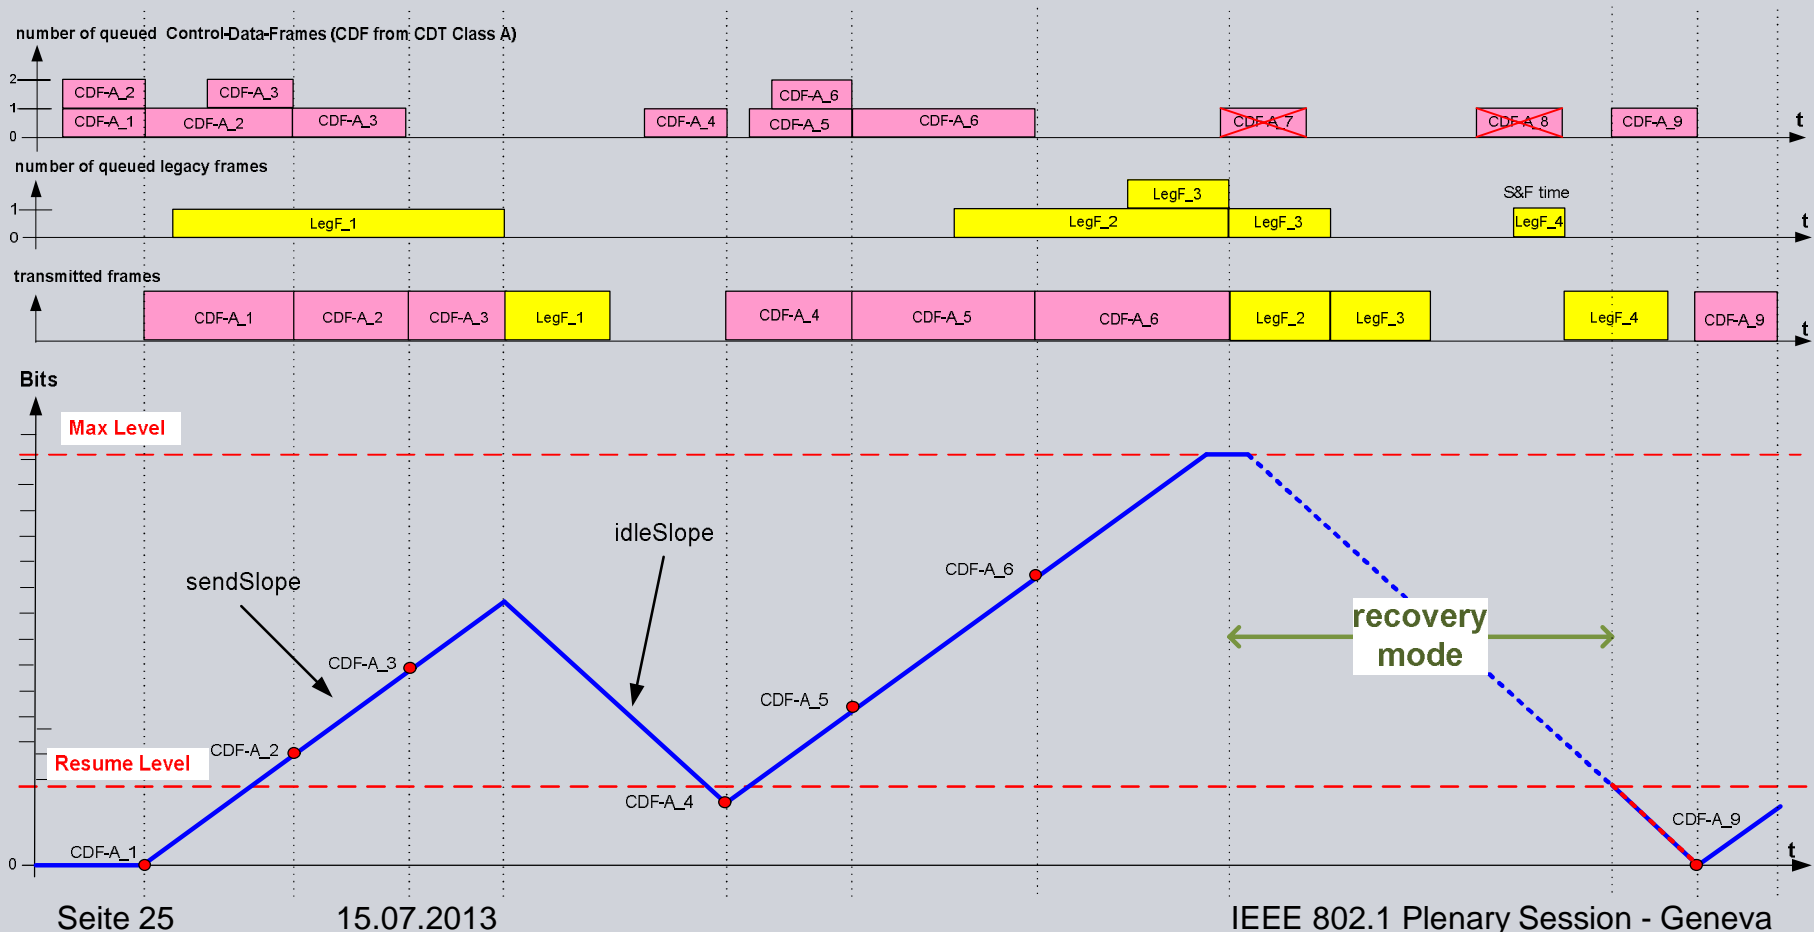 number of queued Control-Data-Frames (CDF from CDT Class A)
2
CDF-A_2
CDF-A_3
CDF-A_6
1
CDF-A_1
CDF-A_2
CDF-A_3
CDF-A_4
CDF-A_5
CDF-A_6
CDF-A_7
CDF-A_8
CDF-A_9
t
0
number of queued legacy frames
LegF_3
S&F time
1
LegF_1
LegF_2
LegF_3
LegF_4
t
0
transmitted frames
CDF-A_1
CDF-A_2
CDF-A_3
LegF_1
CDF-A_4
CDF-A_5
CDF-A_6
LegF_2
LegF_3
LegF_4
CDF-A_9
t
Bits
Max Level
idleSlope
sendSlope
CDF-A_6
recovery
mode
CDF-A_3
CDF-A_5
CDF-A_2
Resume Level
CDF-A_4
CDF-A_9
CDF-A_1
t
0
Seite 25
15.07.2013
IEEE 802.1 Plenary Session - Geneva